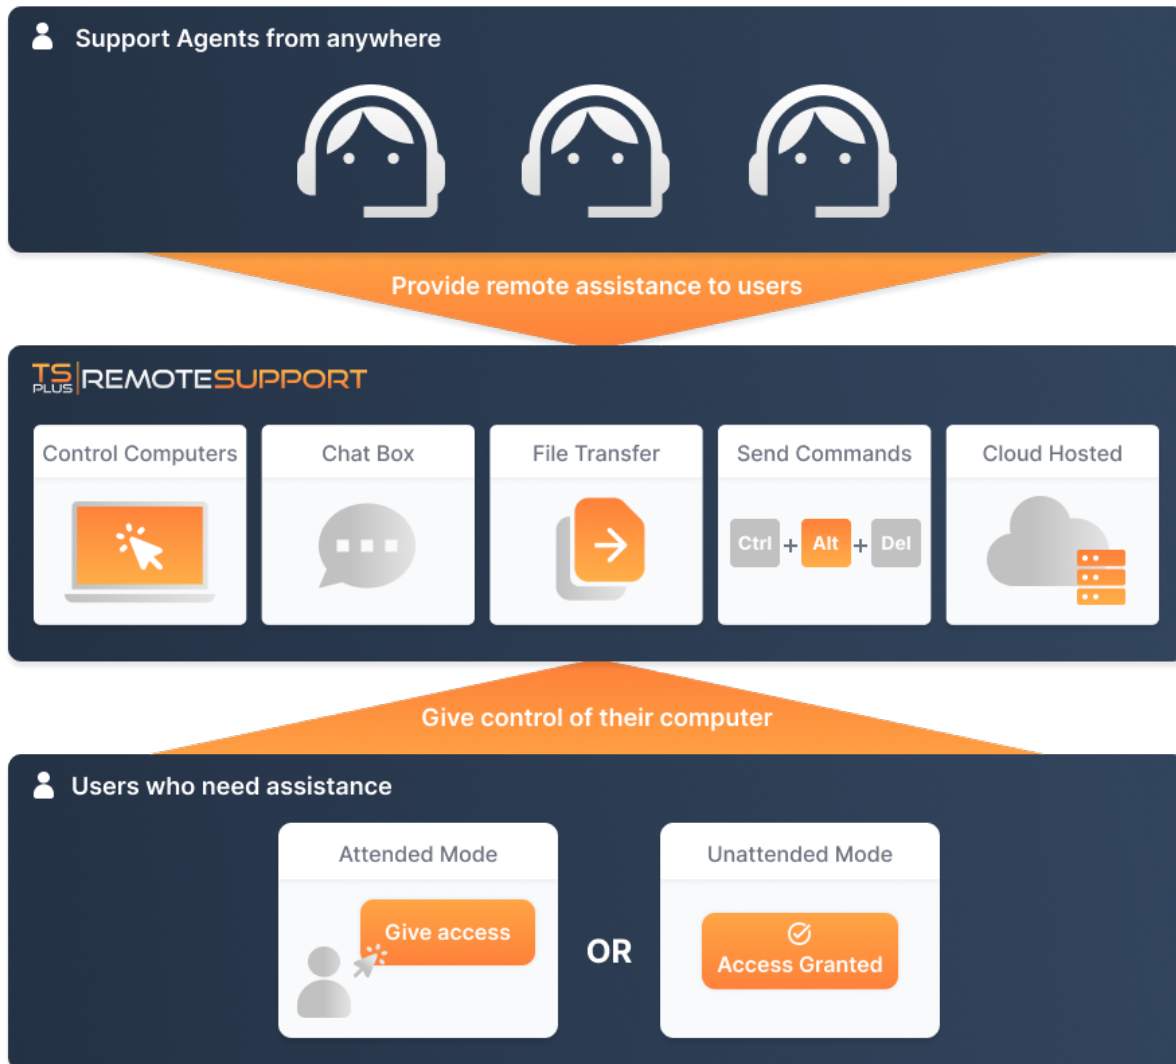 Support Agents from anywhere
Provide remote assistance to users
TS PLUS REMOTESUPPORT
Control Computers
Chat Box
File Transfer
Send Commands
Cloud Hosted
Ctrl + Alt + Del
Give control of their computer
Users who need assistance
Attended Mode
Give access
OR
Unattended Mode
Access Granted